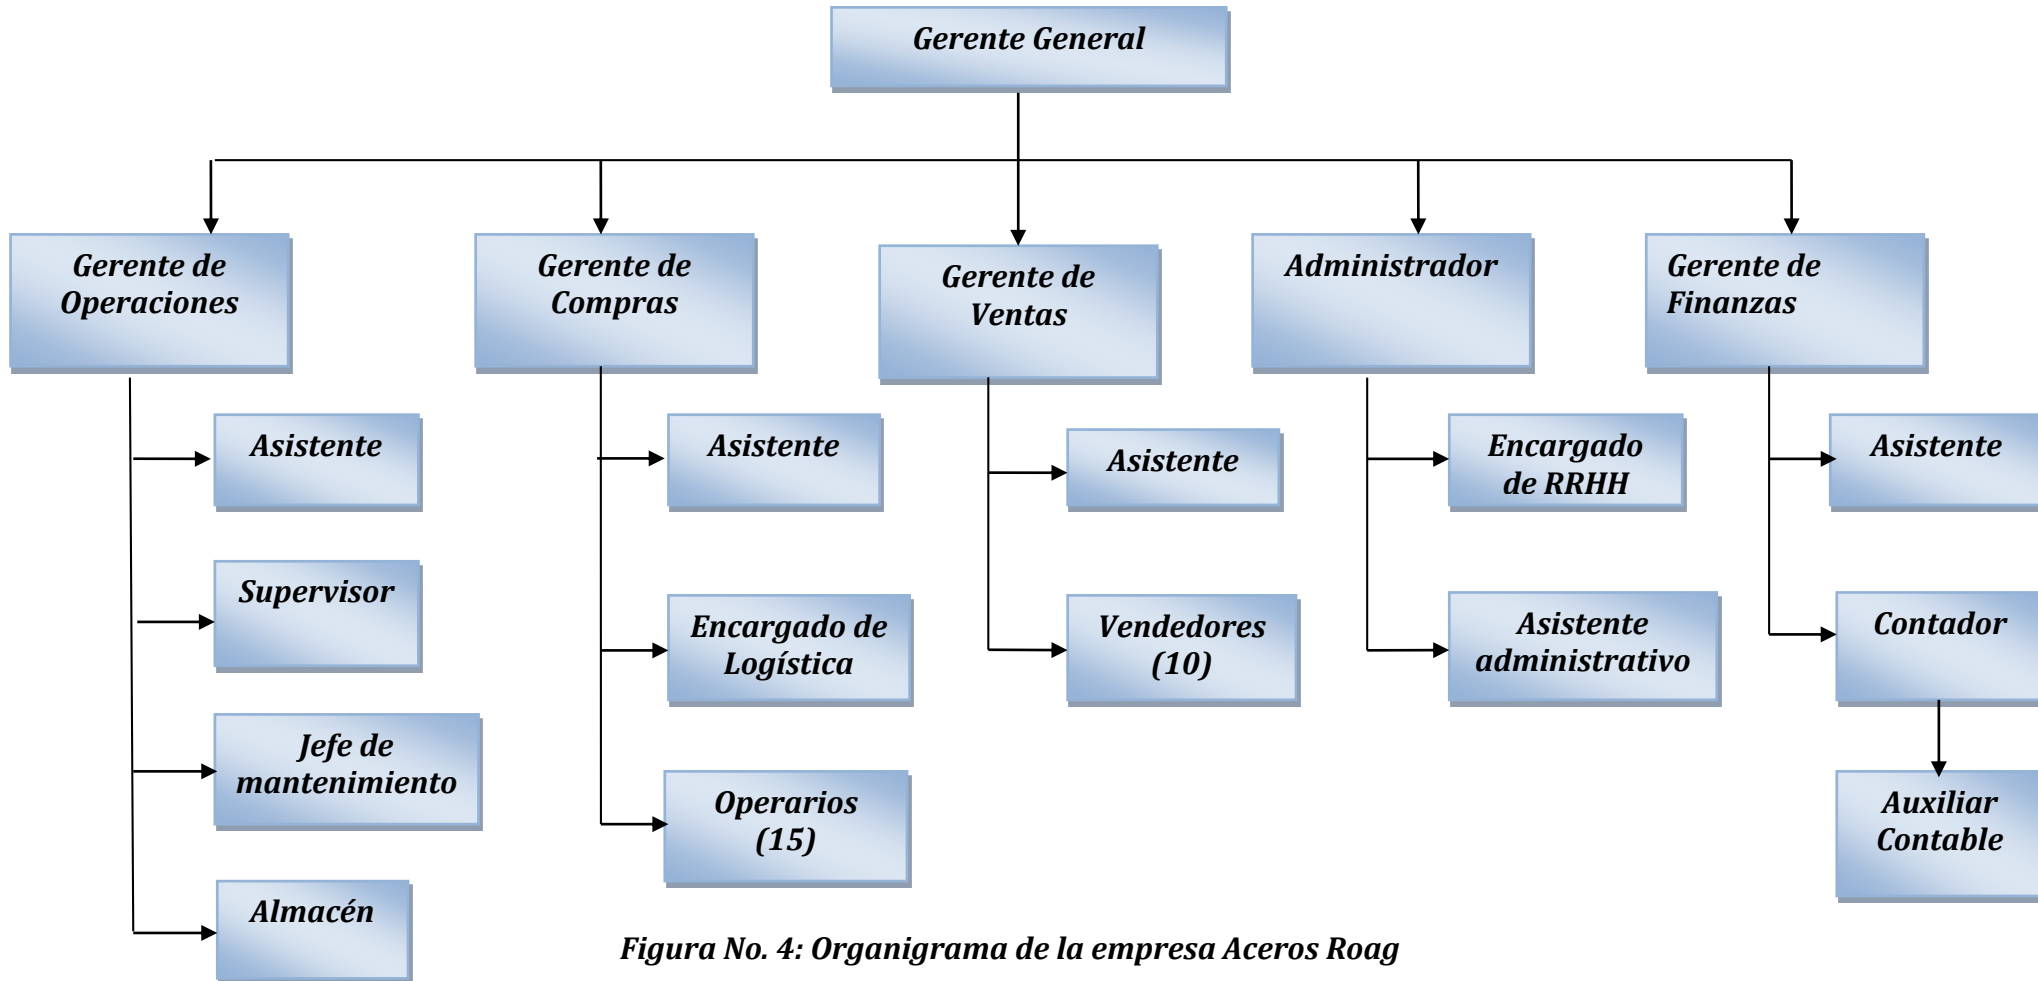 Gerente General
Gerente de
Operaciones
Gerente de
Compras
Gerente de
Ventas
Administrador
Gerente de
Finanzas
Asistente
Asistente
Asistente
Encargado
de RRHH
Asistente
Supervisor
Encargado de
Logística
Vendedores
(10)
Asistente
administrativo
Contador
Jefe de
mantenimiento
Operarios
(15)
Auxiliar
Contable
Almacén
Figura No. 4: Organigrama de la empresa Aceros Roag